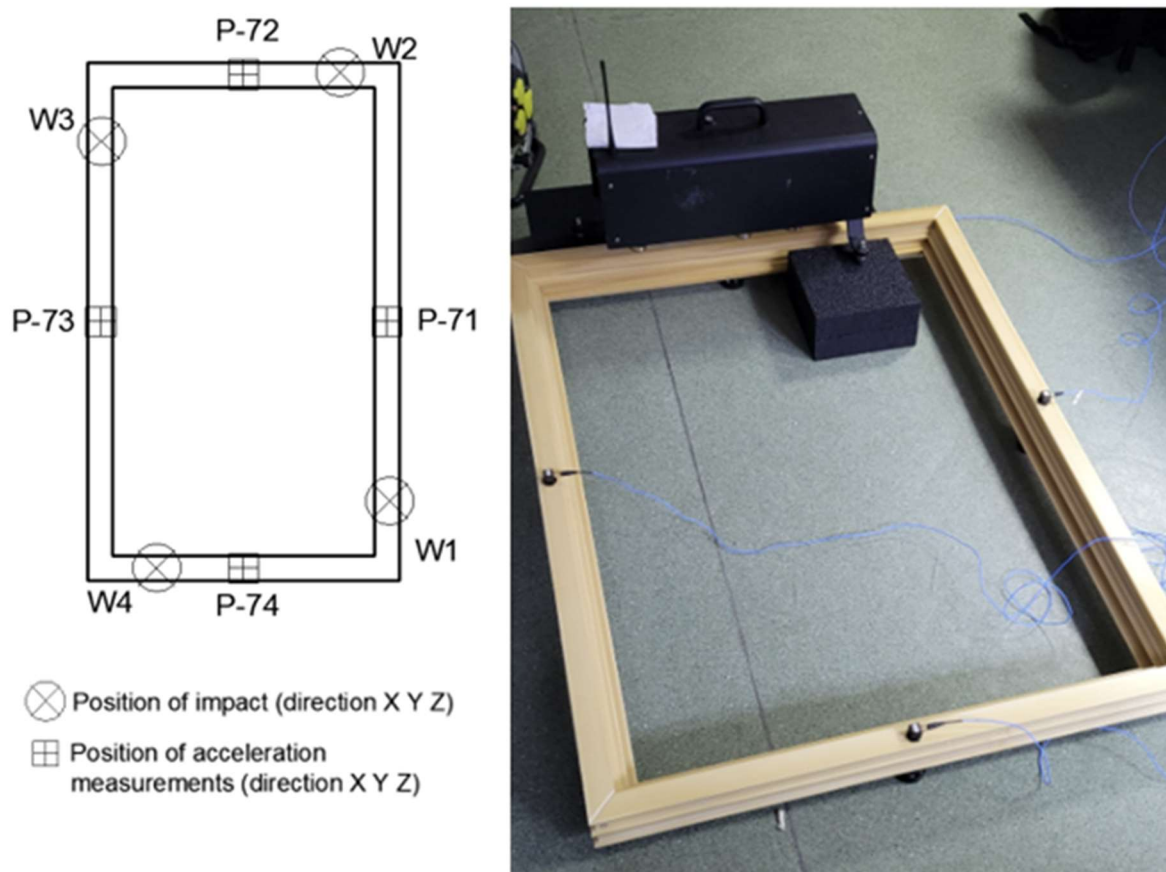 P-72
W2
W3
P-73
P-71
W1
W4
P-74
Position of impact (direction X Y Z)
Position of acceleration
measurements (direction X Y Z)